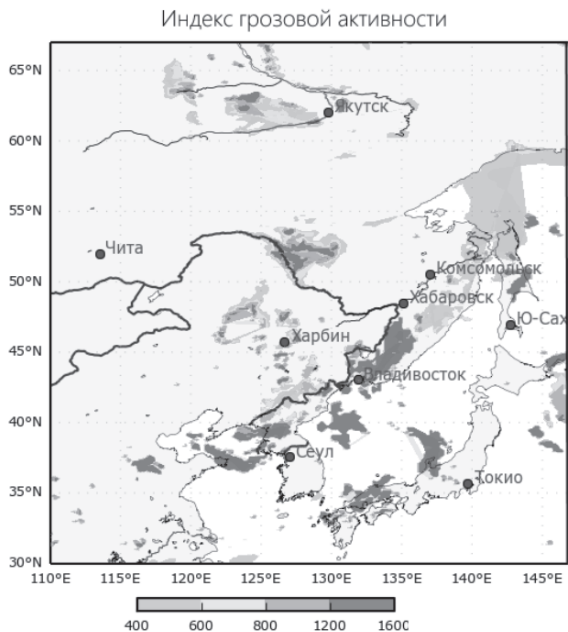 Индекс грозовой активности
65°N
Якутск
60°N
55°N
Чита
50°N
Комсомольск
Хабаровск
Ю-Сах
Харбин
45°N
Владивосток
40°N
Сеул
35°N
Токио
30°N
110°E 115°E 120°E 125°E 130°E 135°E 140°E 145°E
400 600 800 1200 1600